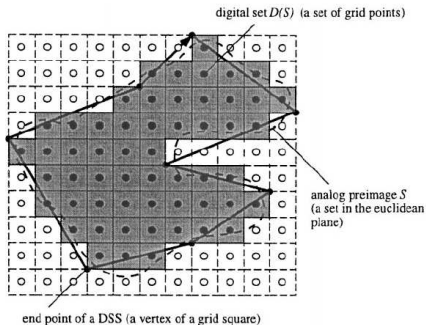 digital set D(S) (a set of grid points)
analog preimage S
(a set in the euclidean
plane)
end point of a DSS (a vertex of a grid square)